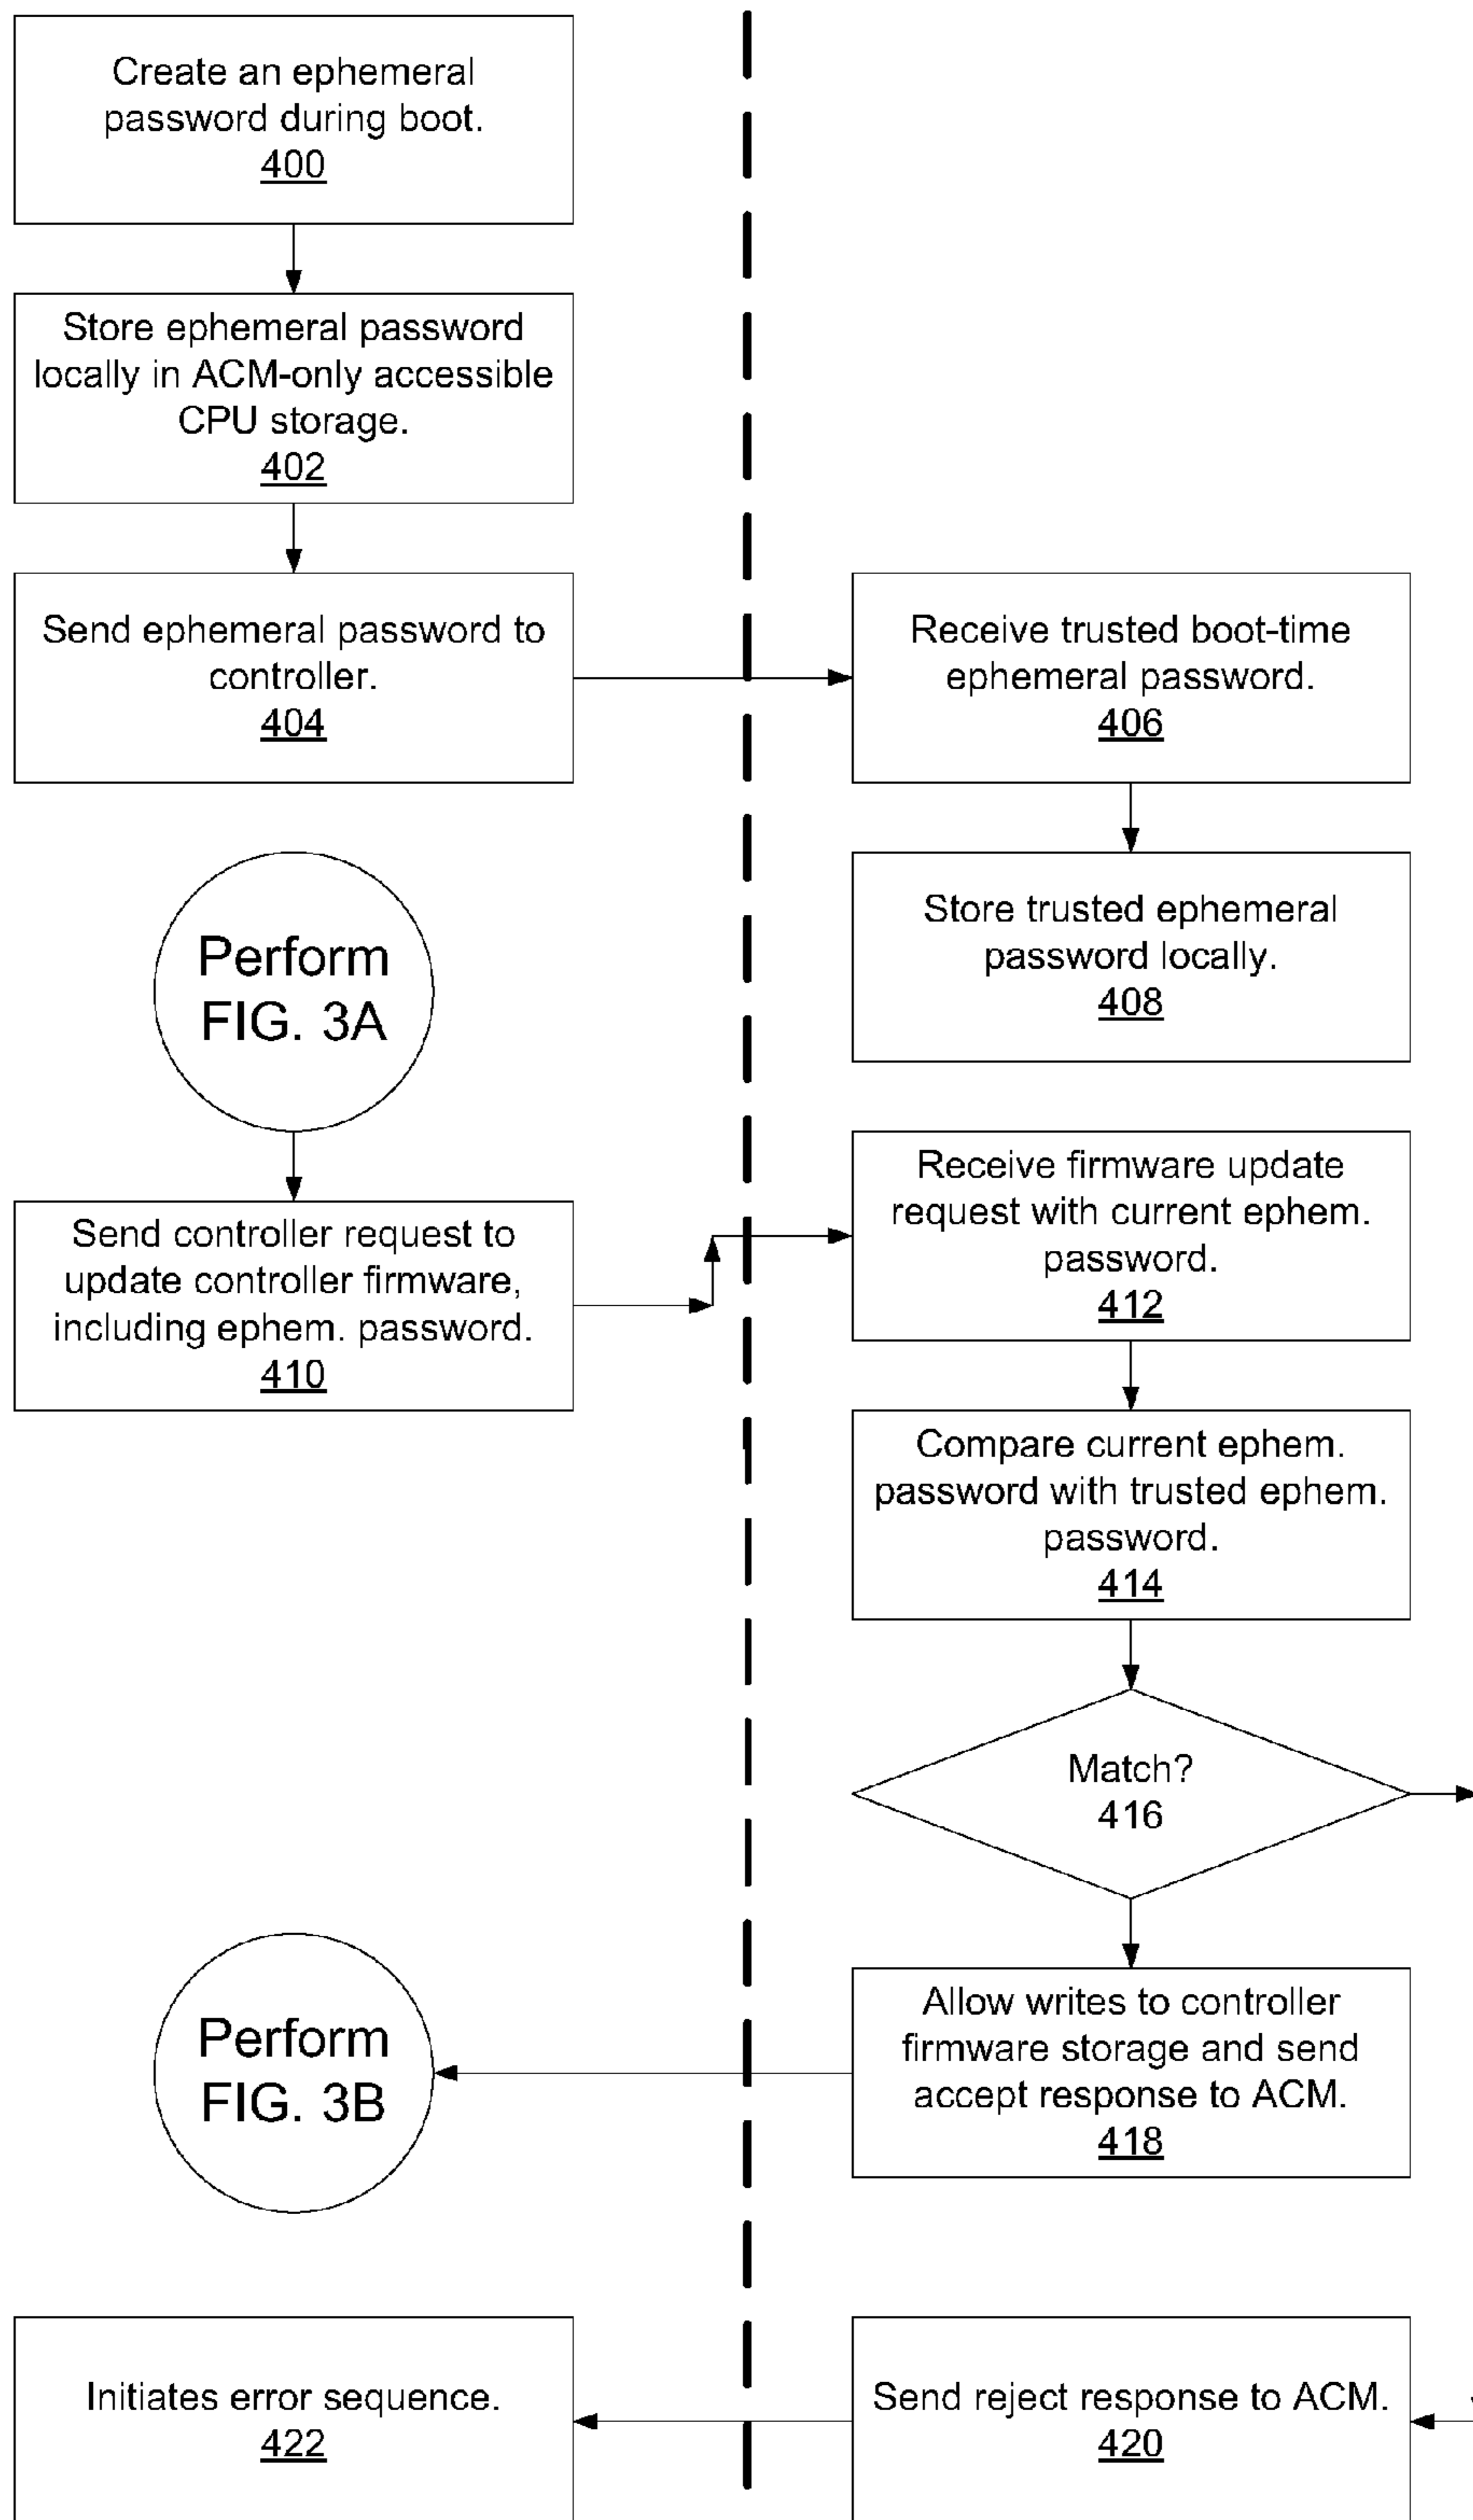 Create an ephemeral
password during boot.
400
Store ephemeral password
locally in ACM-only accessible
CPU storage.
402
Send ephemeral password to
controller.
404
Receive trusted boot-time
ephemeral password.
406
Store trusted ephemeral
password locally.
408
Perform
FIG. 3A
Send controller request to
update controller firmware,
including ephem. password.
410
Receive firmware update
request with current ephem.
password.
412
Compare current ephem.
password with trusted ephem.
password.
414
Match?
416
Allow writes to controller
firmware storage and send
accept response to ACM.
418
Perform
FIG. 3B
Send reject response to ACM.
420
Initiates error sequence.
422